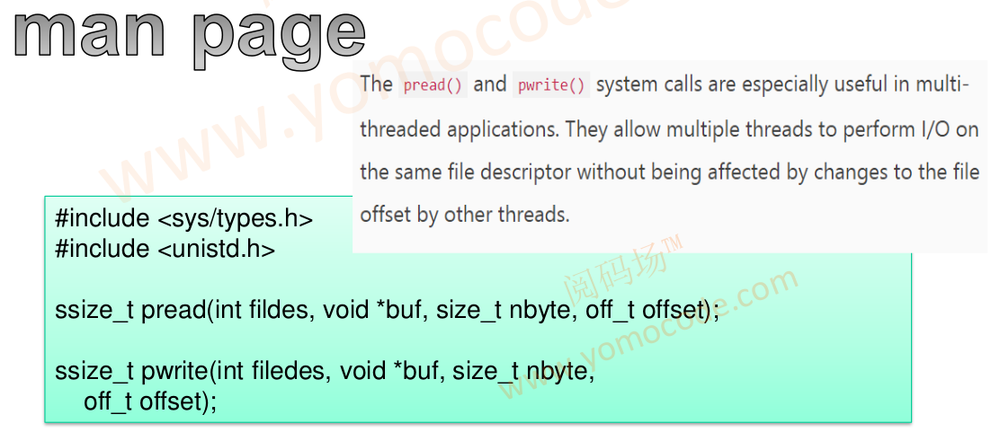 man page
www.yomocode.com
The pread() and pwrite() system calls are especially useful in multi-
threaded applications. They allow multiple threads to perform I/O on
the same file descriptor without being affected by changes to the file
offset by other threads.
#include <sys/types.h>
#include <unistd.h>
ssize_t pread(int fildes, void *buf, size_t nbyte, off_t offset);
ssize_t pwrite(int filedes, void *buf, size_t nbyte,
off_t offset);
阅码场™
www.yomocode.com